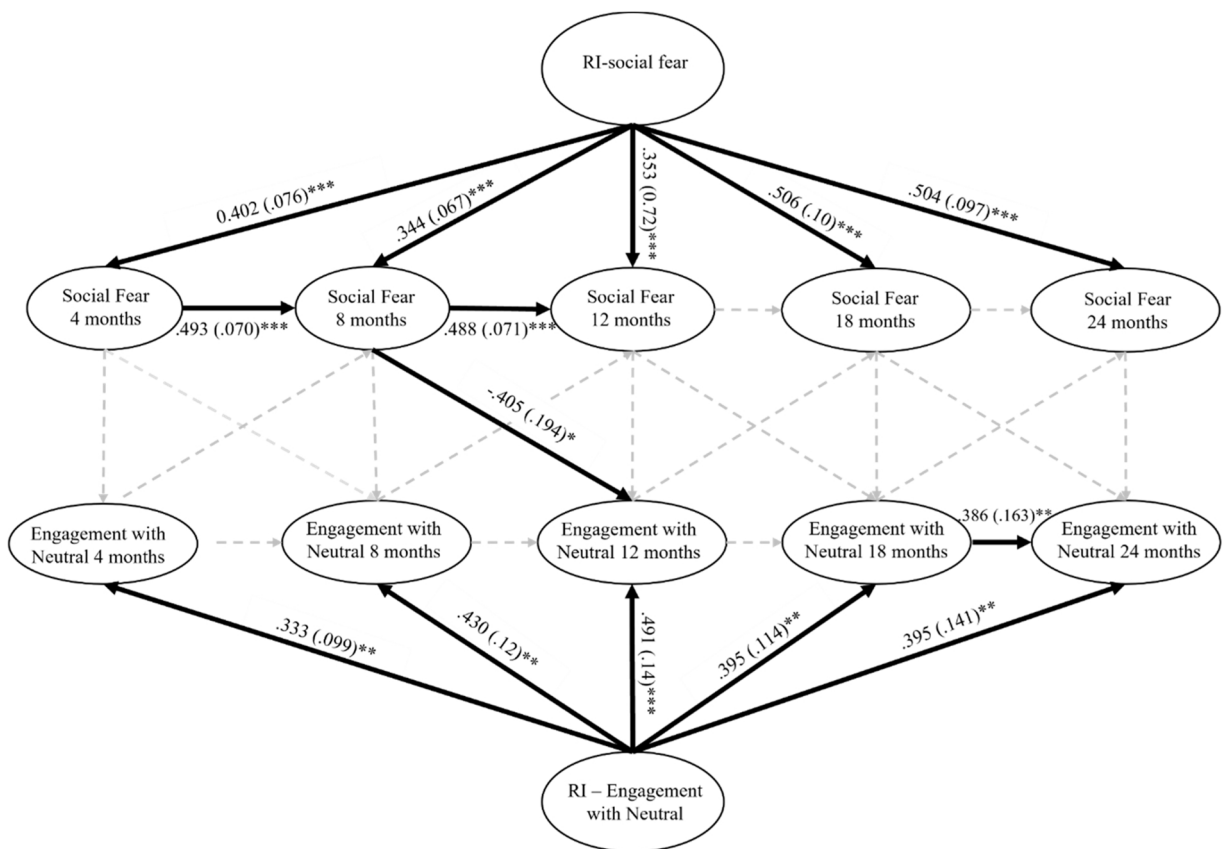 RI-social fear
0.402 (.076)***
.344 (.067)***
.353 (0.72)***
.506 (.10)***
.504 (.097)***
Social Fear
4 months
Social Fear
8 months
Social Fear
12 months
Social Fear
18 months
Social Fear
24 months
.493 (.070)***
.488 (.071)***
-.405 (.194)*
Engagement with
Neutral 4 months
Engagement with
Neutral 8 months
Engagement with
Neutral 12 months
Engagement with
Neutral 18 months
.386 (.163)**
Engagement with
Neutral 24 months
.333 (.099)**
.430 (.12)**
.491 (.14)****
.395 (.114)**
.395 (.141)**
RI – Engagement
with Neutral